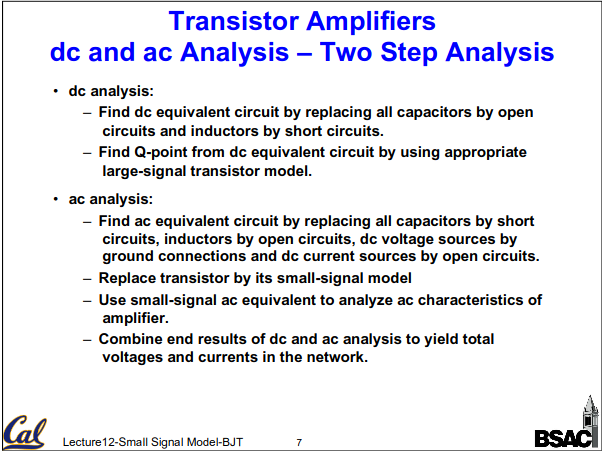 Transistor Amplifiers
dc and ac Analysis – Two Step Analysis
• dc analysis:
– Find dc equivalent circuit by replacing all capacitors by open
circuits and inductors by short circuits.
– Find Q-point from dc equivalent circuit by using appropriate
large-signal transistor model.
• ac analysis:
– Find ac equivalent circuit by replacing all capacitors by short
circuits, inductors by open circuits, dc voltage sources by
ground connections and dc current sources by open circuits.
– Replace transistor by its small-signal model
– Use small-signal ac equivalent to analyze ac characteristics of
amplifier.
– Combine end results of dc and ac analysis to yield total
voltages and currents in the network.
Cal
Lecture12-Small Signal Model-BJT
7
BSAC